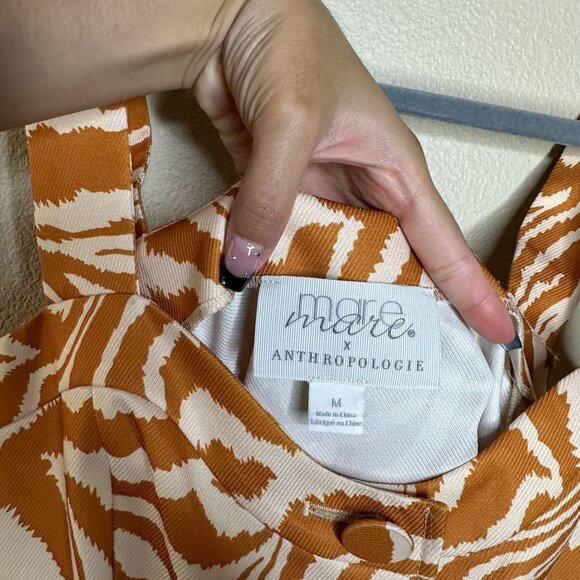 mare
mare®
x
ANTHROPOLOGIE
M
Made in China
Fabriqué en Chine